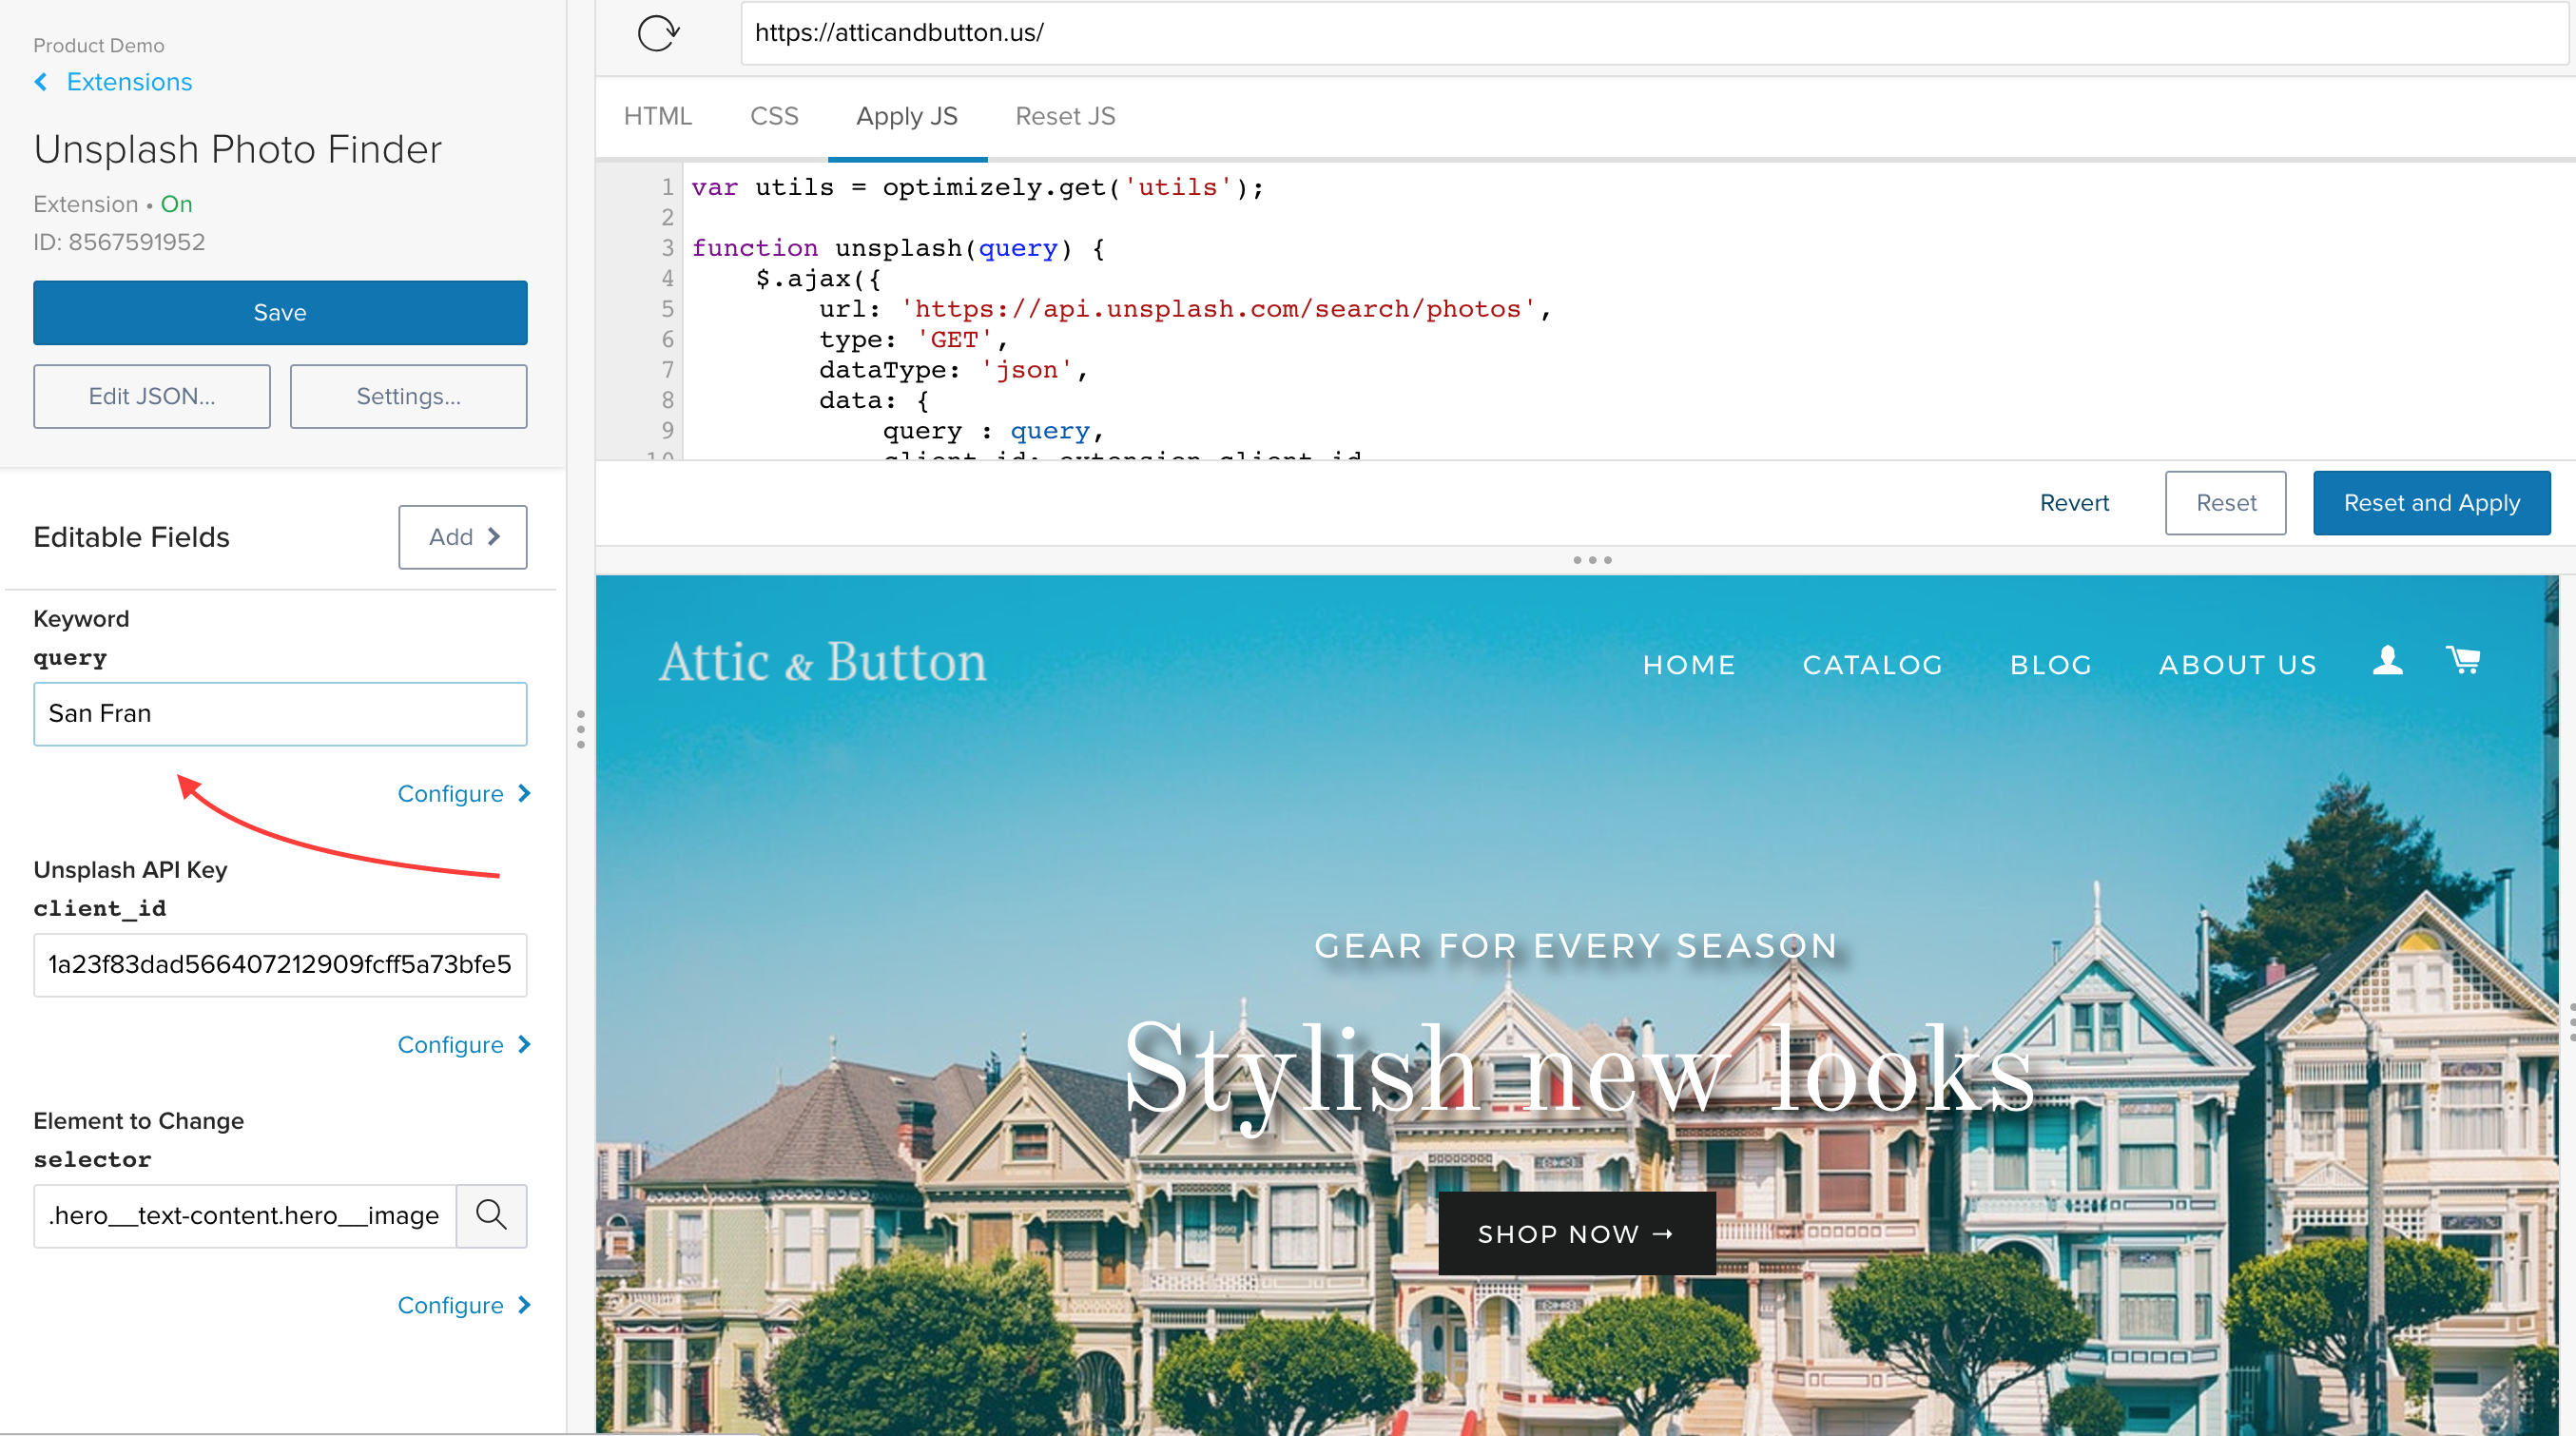 Product Demo
Extensions
Unsplash Photo Finder
Extension • On
ID: 8567591952
Save
Edit JSON...
Settings...
Editable Fields
Add
Keyword
query
San Fran
Configure
Unsplash API Key
client_id
1a23f83dad566407212909fcff5a73bfe5
Configure
Element to Change
selector
.hero__text-content.hero__image
Configure
https://atticandbutton.us/
HTML
CSS
Apply JS
Reset JS
1 var utils = optimizely.get('utils');
2
3 function unsplash(query) {
4 $.ajax({
5 url: 'https://api.unsplash.com/search/photos',
6 type: 'GET',
7 dataType: 'json',
8 data: {
9 query : query,
10 client_id: extension.client_id
Revert
Reset
Reset and Apply
Attic & Button
HOME
CATALOG
BLOG
ABOUT US
GEAR FOR EVERY SEASON
Stylish new looks
SHOP NOW →